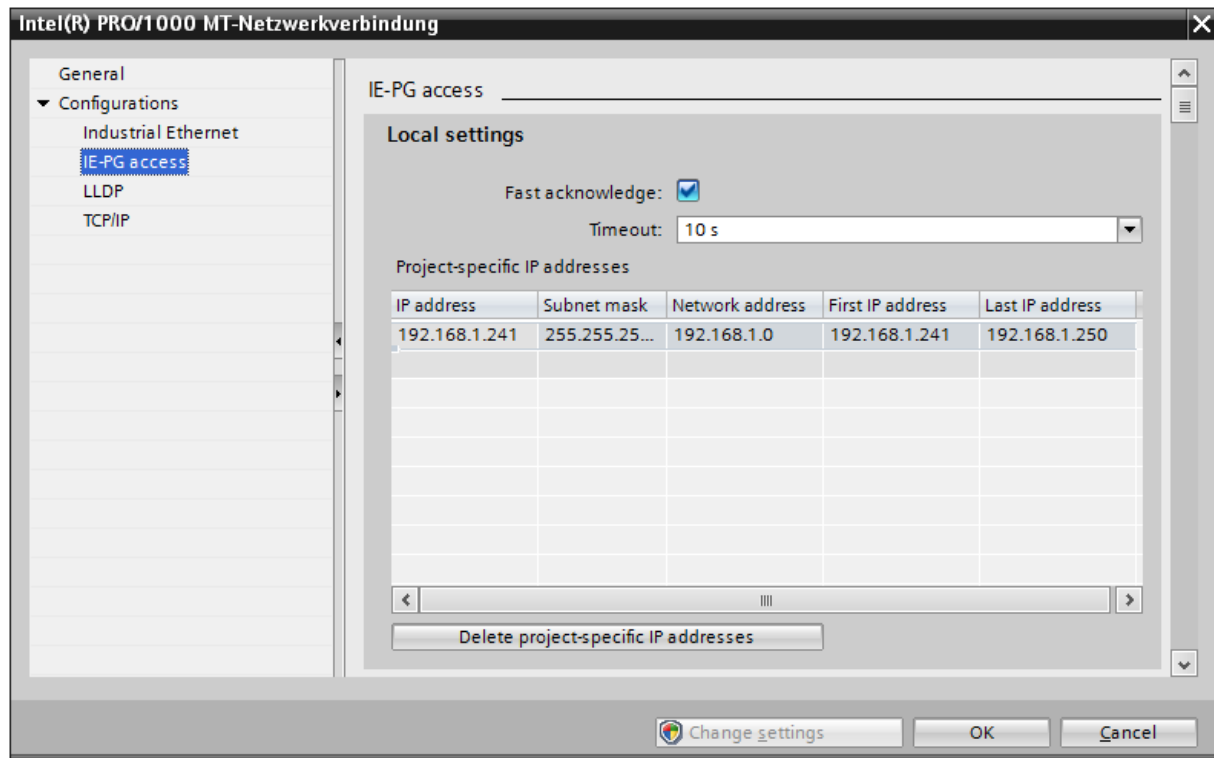 Intel(R) PRO/1000 MT-Netzwerkverbindung
General
Configurations
Industrial Ethernet
IE-PG access
LLDP
TCP/IP
IE-PG access
Local settings
Fast acknowledge:
Timeout: 10 s
Project-specific IP addresses
IP address Subnet mask Network address First IP address Last IP address
192.168.1.241 255.255.25... 192.168.1.0 192.168.1.241 192.168.1.250
Delete project-specific IP addresses
Change settings OK Cancel